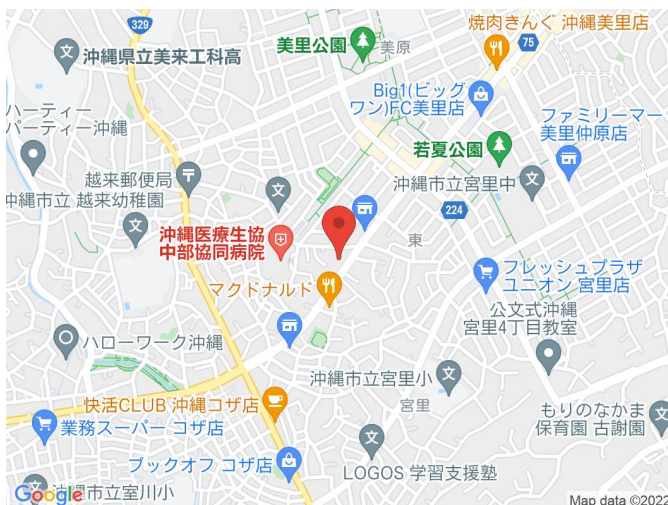 焼肉きんぐ 沖縄美里店
329
沖縄県立美来工科高
美里公園
美原
75
Big1(ビッグ
ワン)FC美里店
ハーティー
パーティー沖縄
ファミリーマー
美里仲原店
若夏公園
越来郵便局
沖縄市立宮里中
沖縄市立 越来幼稚園
224
沖縄医療生協
中部協同病院
東
マクドナルド
フレッシュプラザ
ユニオン 宮里店
公文式沖縄
宮里4丁目教室
ハローワーク沖縄
沖縄市立宮里小
快活CLUB 沖縄コザ店
宮里
もりのなかま
保育園 古謝園
業務スーパー コザ店
ブックオフ コザ店
LOGOS 学習支援塾
Google
沖縄市立室川小
Map data ©2022